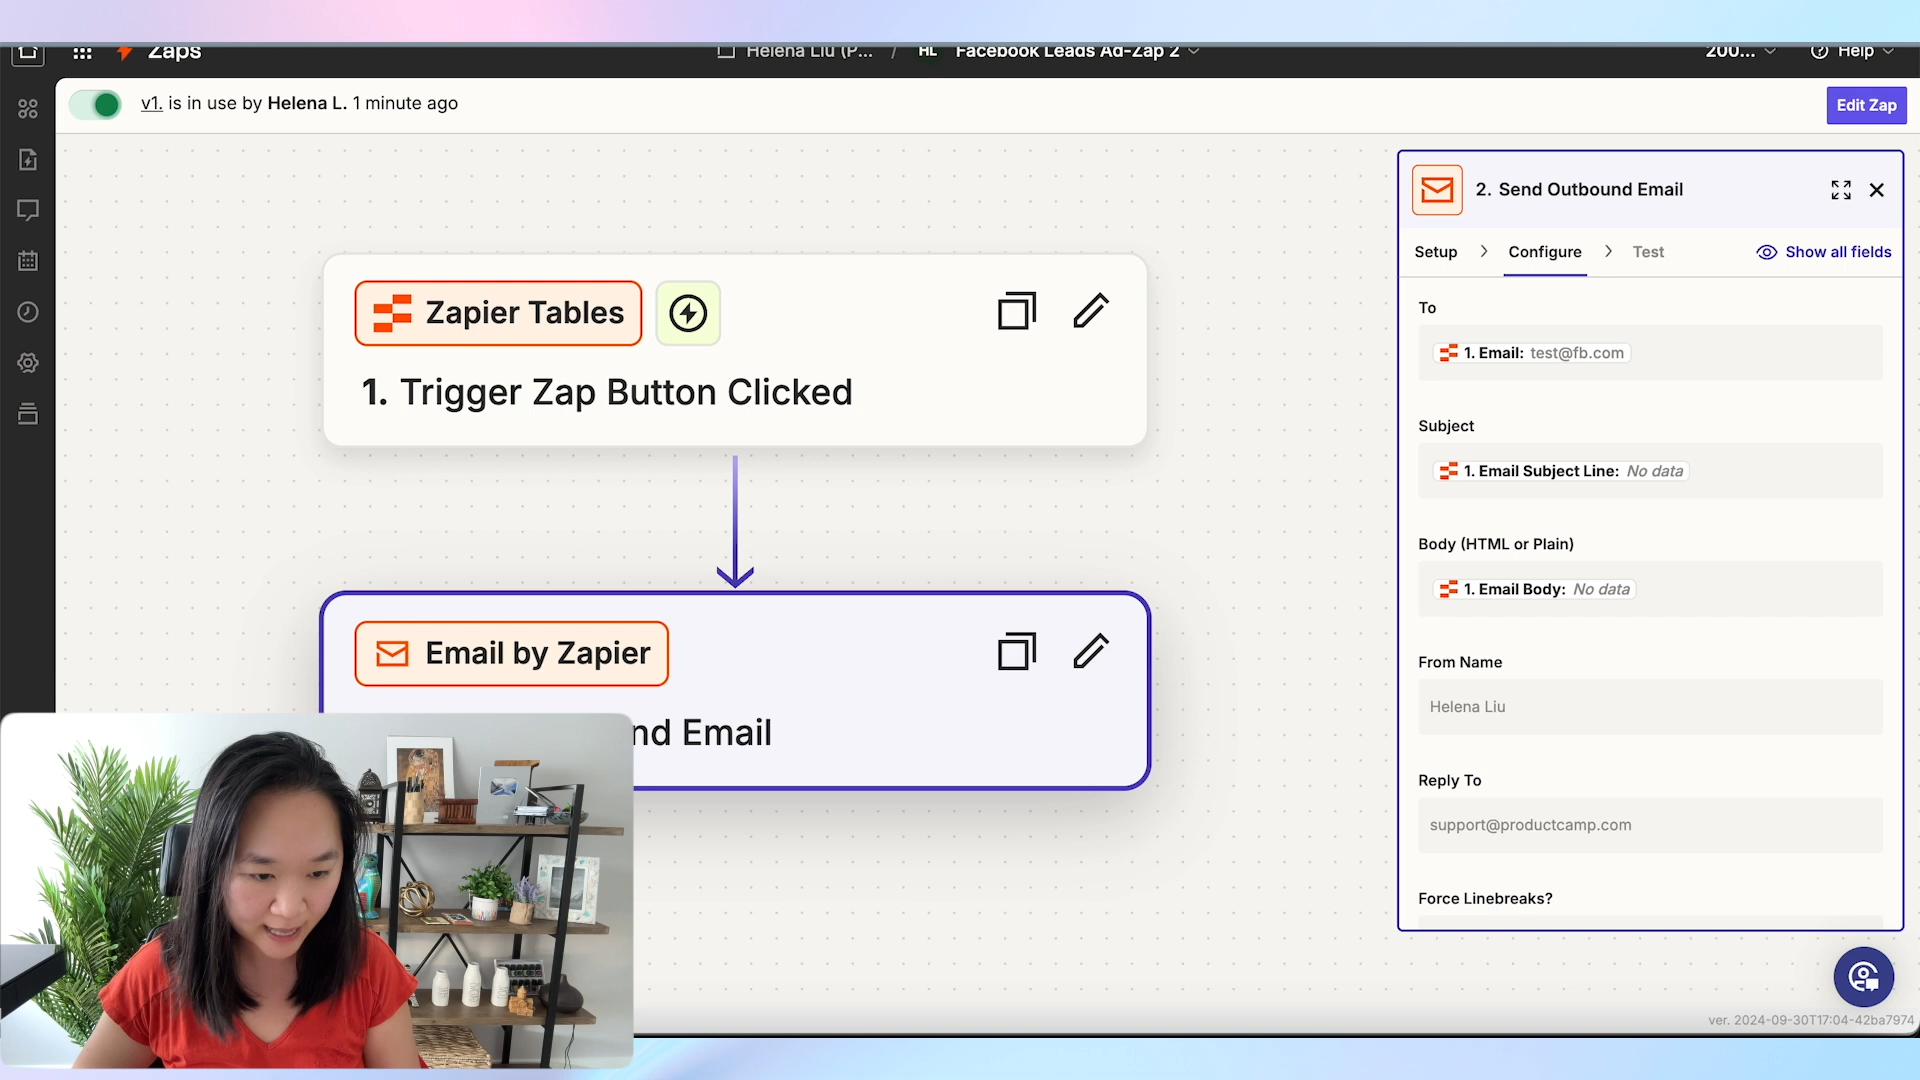 Zaps
Helena Liu (P... / HL Facebook Leads Ad-Zap 2
200...
Help
v1. is in use by Helena L. 1 minute ago
Edit Zap
2. Send Outbound Email
Setup
Configure
Test
Show all fields
Zapier Tables
1. Trigger Zap Button Clicked
Email by Zapier
nd Email
To
1. Email: test@fb.com
Subject
1. Email Subject Line: No data
Body (HTML or Plain)
1. Email Body: No data
From Name
Helena Liu
Reply To
support@productcamp.com
Force Linebreaks?
ver. 2024-09-30T17:04-42ba7974